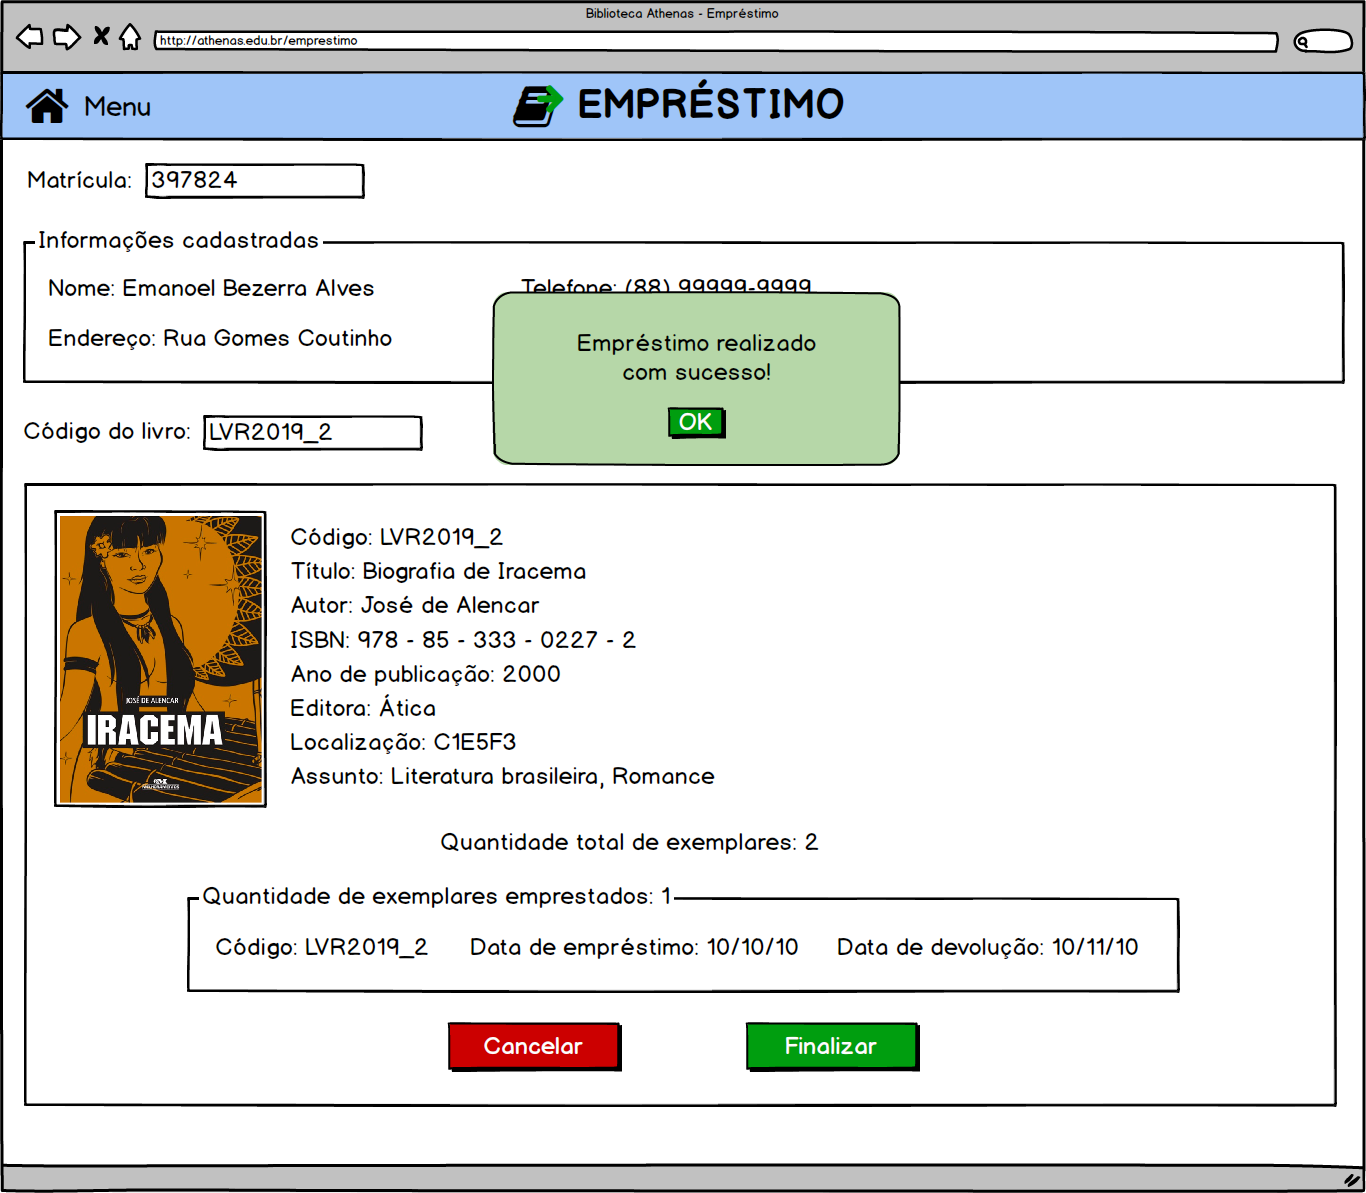 Biblioteca Athenas - Empréstimo
http://athenas.edu.br/emprestimo
Menu
EMPRÉSTIMO
Matrícula: 397824
Informações cadastradas
Nome: Emanoel Bezerra Alves
Telefone: (88) 99999-9999
Endereço: Rua Gomes Coutinho
Empréstimo realizado
com sucesso!
OK
Código do livro: LVR2019_2
JOSÉ DE ALENCAR
IRACEMA
MELHORAMENTOS
Código: LVR2019_2
Título: Biografia de Iracema
Autor: José de Alencar
ISBN: 978 - 85 - 333 - 0227 - 2
Ano de publicação: 2000
Editora: Ática
Localização: C1E5F3
Assunto: Literatura brasileira, Romance
Quantidade total de exemplares: 2
Quantidade de exemplares emprestados: 1
Código: LVR2019_2 Data de empréstimo: 10/10/10 Data de devolução: 10/11/10
Cancelar
Finalizar